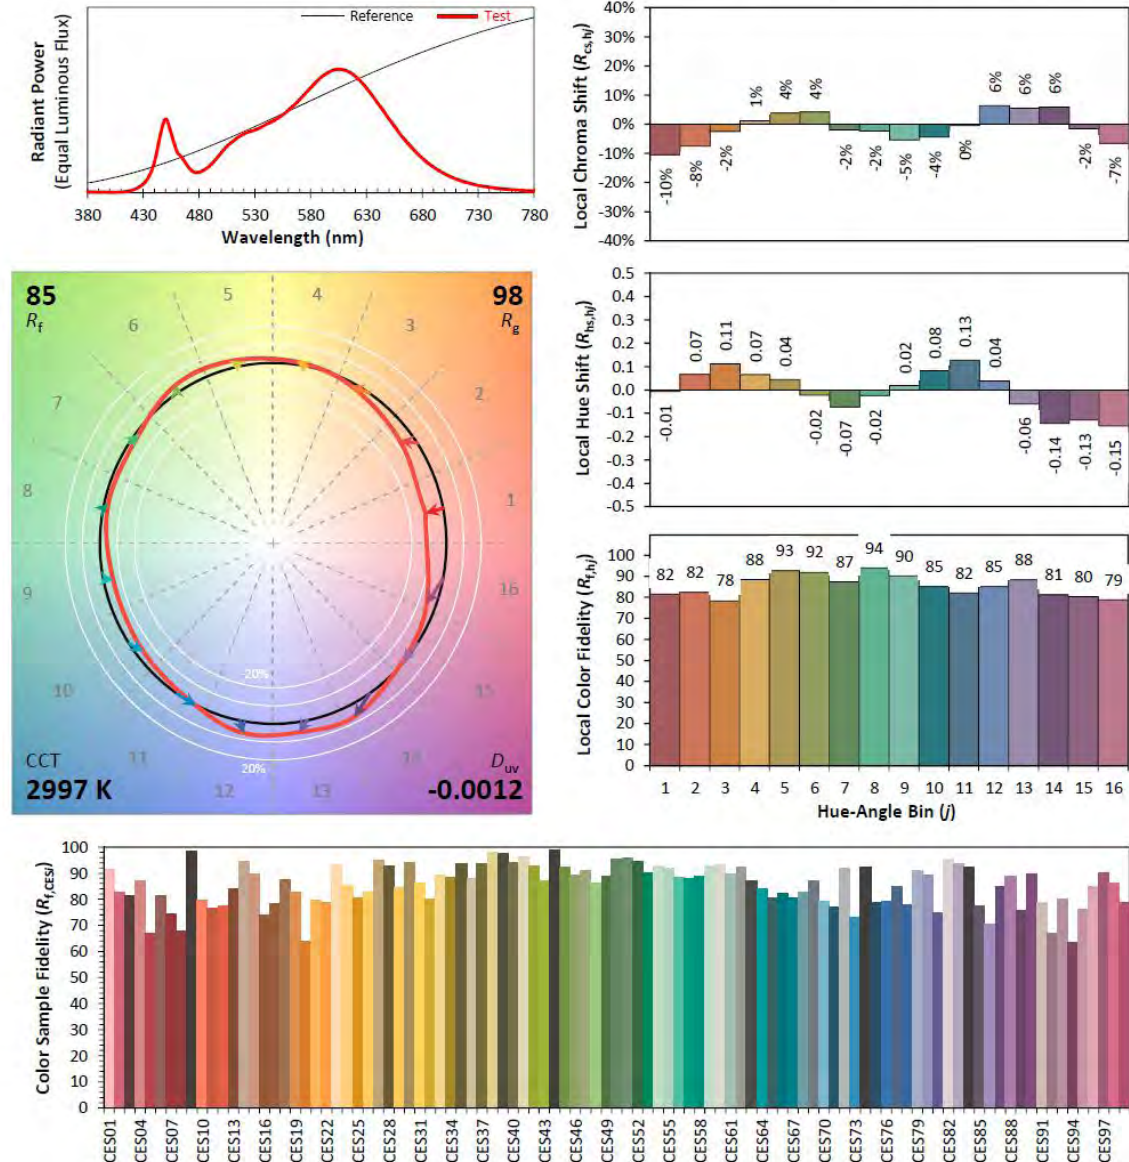 Reference
Test
Radiant Power
(Equal Luminous Flux)
380 430 480 530 580 630 680 730 780
Wavelength (nm)
Local Chroma Shift (Rcs,hj)
40%
30%
20%
10%
0%
-10%
-20%
-30%
-40%
-10% -8% -2% 1% 4% 4% -2% -2% -5% -4% 0% 6% 6% 6% -2% -7%
85
Rf
98
Rg
5 4
6 3
7 2
8 1
9 16
10 15
11 14
12 13
-20%
20%
CCT
2997 K
Duv
-0.0012
Local Hue Shift (Rhs,hj)
0.5
0.4
0.3
0.2
0.1
0.0
-0.1
-0.2
-0.3
-0.4
-0.5
-0.01 0.07 0.11 0.07 0.04 -0.02 -0.07 -0.02 0.02 0.08 0.13 0.04 -0.06 -0.14 -0.13 -0.15
Local Color Fidelity (Rf,hj)
100
90
80
70
60
50
40
30
20
10
0
82 82 78 88 93 92 87 94 90 85 82 85 88 81 80 79
1 2 3 4 5 6 7 8 9 10 11 12 13 14 15 16
Hue-Angle Bin (j)
Color Sample Fidelity (Rf,CESi)
100
90
80
70
60
50
40
30
20
10
0
CES01 CES04 CES07 CES10 CES13 CES16 CES19 CES22 CES25 CES28 CES31 CES34 CES37 CES40 CES43 CES46 CES49 CES52 CES55 CES58 CES61 CES64 CES67 CES70 CES73 CES76 CES79 CES82 CES85 CES88 CES91 CES94 CES97